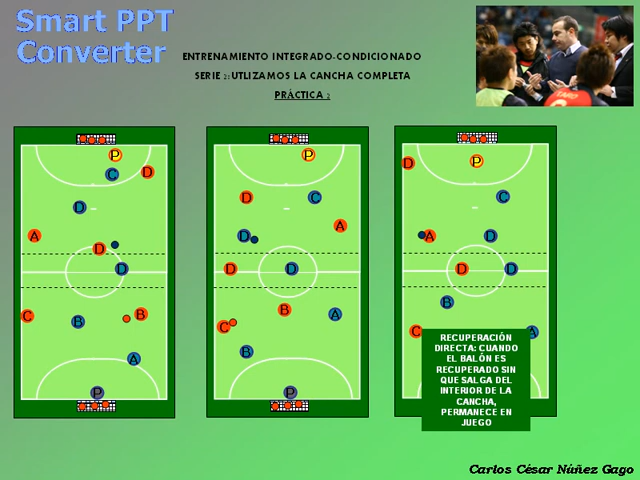 Smart PPT
Converter
ENTRENAMIENTO INTEGRADO-CONDICIONADO
SERIE 2: UTLIZAMOS LA CANCHA COMPLETA
PRÁCTICA 2
P
C
D
D
A
D
D
C
B
B
A
P
P
D
C
A
D
D
D
B
C
A
B
P
D
P
C
A
D
D
D
B
C
A
RECUPERACIÓN
DIRECTA: CUANDO
EL BALÓN ES
RECUPERADO SIN
QUE SALGA DEL
INTERIOR DE LA
CANCHA,
PERMANECE EN
JUEGO
Carlos César Núñez Gago